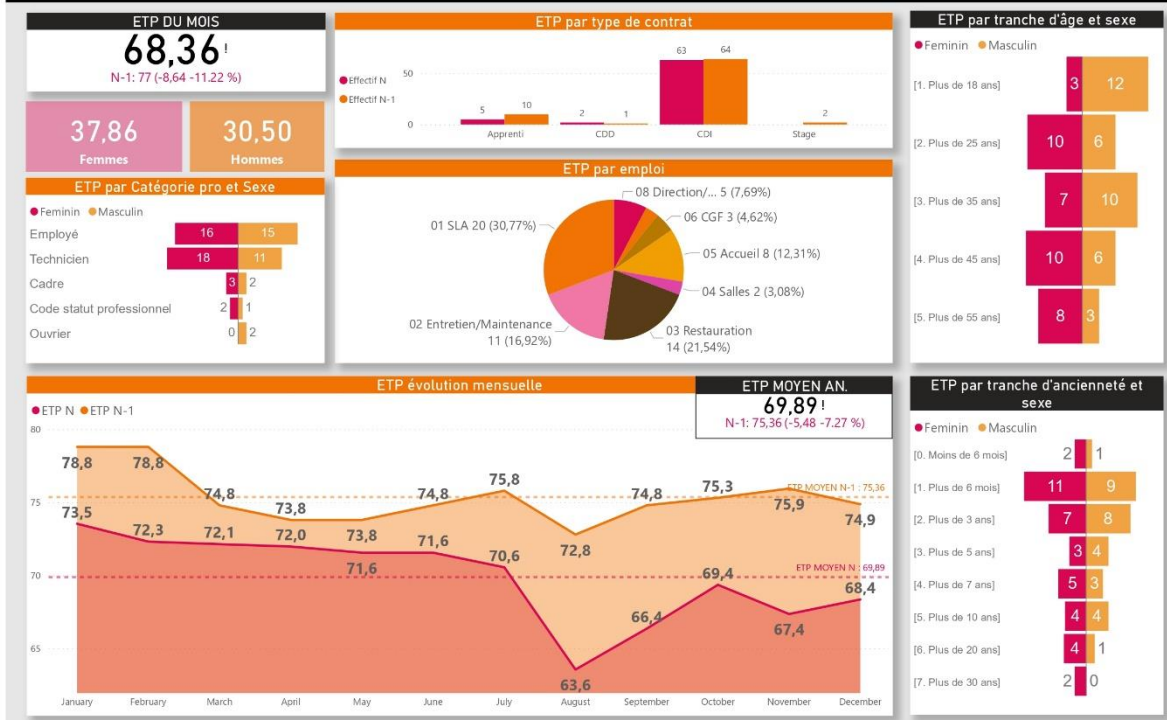 ETP DU MOIS
68,36 !
N-1: 77 (-8,64 -11.22 %)
37,86
Femmes
30,50
Hommes
ETP par Catégorie pro et Sexe
Feminin Masculin
Employé 16 15
Technicien 18 11
Cadre 3 2
Code statut professionnel 2 1
Ouvrier 0 2
ETP par type de contrat
Effectif N
Effectif N-1
50
0
5 10 2 1 63 64 2
Apprenti CDD CDI Stage
ETP par emploi
08 Direction/... 5 (7,69%)
06 CGF 3 (4,62%)
05 Accueil 8 (12,31%)
04 Salles 2 (3,08%)
03 Restauration
14 (21,54%)
02 Entretien/Maintenance
11 (16,92%)
01 SLA 20 (30,77%)
ETP par tranche d'âge et sexe
Feminin Masculin
[1. Plus de 18 ans] 3 12
[2. Plus de 25 ans] 10 6
[3. Plus de 35 ans] 7 10
[4. Plus de 45 ans] 10 6
[5. Plus de 55 ans] 8 3
ETP évolution mensuelle
ETP MOYEN AN.
69,89 !
N-1: 75,36 (-5,48 -7.27 %)
ETP N ETP N-1
80
75
70
65
78,8 78,8 74,8 73,8 73,8 74,8 75,8 72,8 74,8 75,3 75,9 74,9
ETP MOYEN N-1 : 75,36
73,5 72,3 72,1 72,0 71,6 71,6 70,6 63,6 66,4 69,4 67,4 68,4
ETP MOYEN N : 69,89
January February March April May June July August September October November December
ETP par tranche d'ancienneté et
sexe
Feminin Masculin
[0. Moins de 6 mois] 2 1
[1. Plus de 6 mois] 11 9
[2. Plus de 3 ans] 7 8
[3. Plus de 5 ans] 3 4
[4. Plus de 7 ans] 5 3
[5. Plus de 10 ans] 4 4
[6. Plus de 20 ans] 4 1
[7. Plus de 30 ans] 2 0